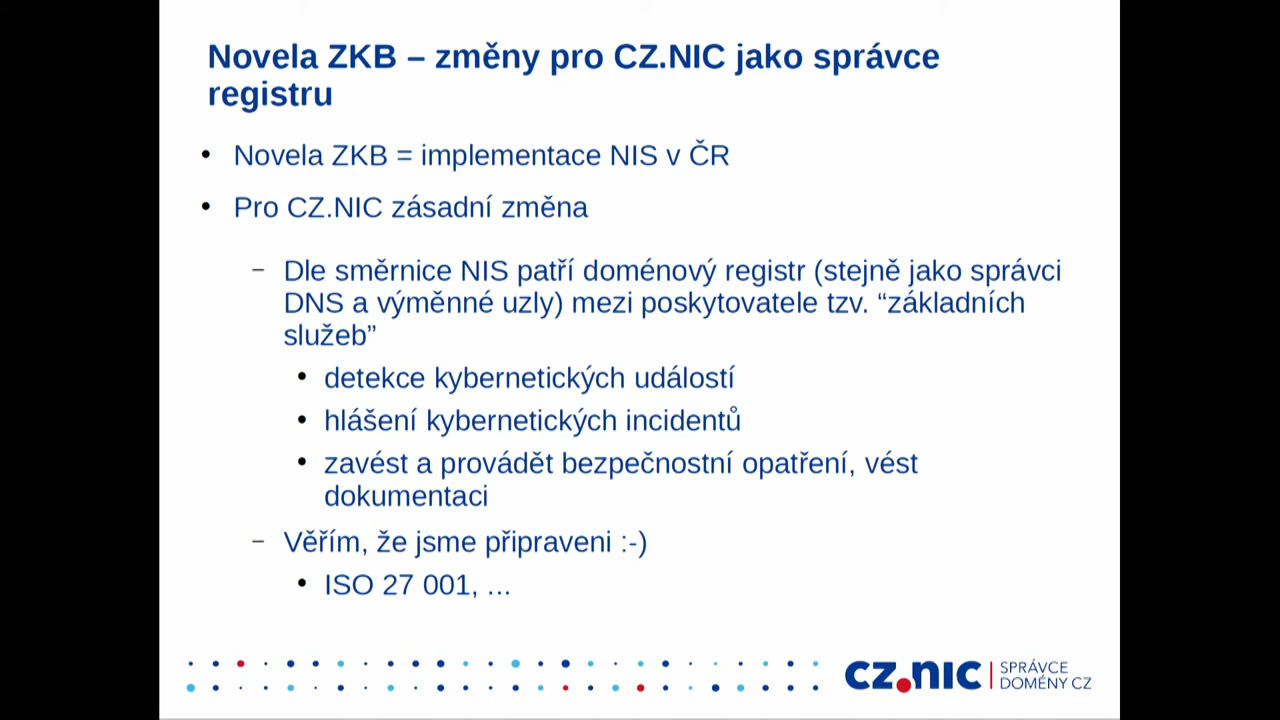 Novela ZKB – změny pro CZ.NIC jako správce
registru
• Novela ZKB = implementace NIS v ČR
• Pro CZ.NIC zásadní změna
– Dle směrnice NIS patří doménový registr (stejně jako správci
DNS a výměnné uzly) mezi poskytovatele tzv. “základních
služeb”
• detekce kybernetických událostí
• hlášení kybernetických incidentů
• zavést a provádět bezpečnostní opatření, vést
dokumentaci
– Věřím, že jsme připraveni :-)
• ISO 27 001, ...
CZ.NIC
SPRÁVCE
DOMÉNY CZ